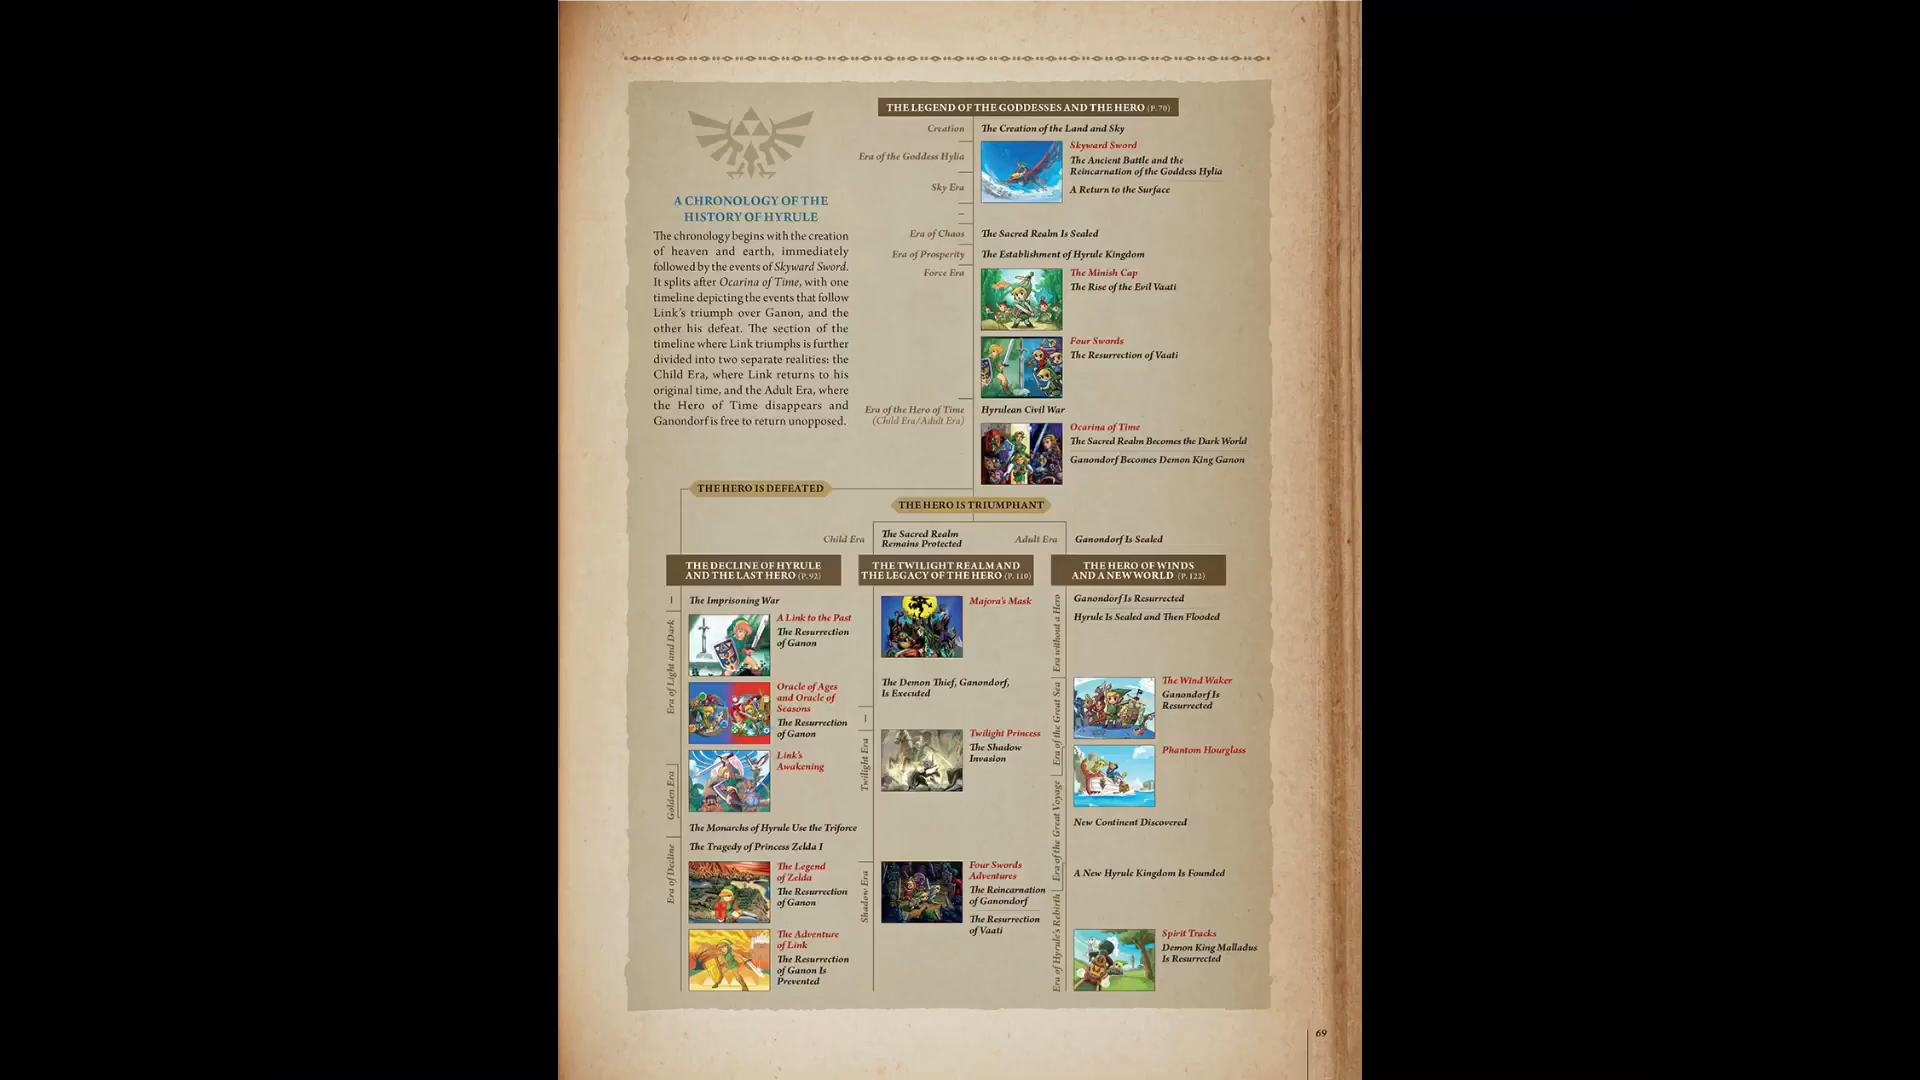 THE LEGEND OF THE GODDESSES AND THE HERO (P. 70)
Creation
The Creation of the Land and Sky
Era of the Goddess Hylia
Skyward Sword
The Ancient Battle and the
Reincarnation of the Goddess Hylia
Sky Era
A Return to the Surface
–
Era of Chaos
The Sacred Realm Is Sealed
Era of Prosperity
The Establishment of Hyrule Kingdom
Force Era
The Minish Cap
The Rise of the Evil Vaati
Four Swords
The Resurrection of Vaati
Era of the Hero of Time
(Child Era/Adult Era)
Hyrulean Civil War
Ocarina of Time
The Sacred Realm Becomes the Dark World
Ganondorf Becomes Demon King Ganon
A CHRONOLOGY OF THE
HISTORY OF HYRULE
The chronology begins with the creation
of heaven and earth, immediately
followed by the events of Skyward Sword.
It splits after Ocarina of Time, with one
timeline depicting the events that follow
Link's triumph over Ganon, and the
other his defeat. The section of the
timeline where Link triumphs is further
divided into two separate realities: the
Child Era, where Link returns to his
original time, and the Adult Era, where
the Hero of Time disappears and
Ganondorf is free to return unopposed.
THE HERO IS DEFEATED
THE HERO IS TRIUMPHANT
Child Era
The Sacred Realm
Remains Protected
Adult Era
Ganondorf Is Sealed
THE DECLINE OF HYRULE
AND THE LAST HERO (P. 92)
–
The Imprisoning War
Era of Light and Dark
A Link to the Past
The Resurrection
of Ganon
Oracle of Ages
and Oracle of
Seasons
The Resurrection
of Ganon
Link's
Awakening
Golden Era
The Monarchs of Hyrule Use the Triforce
The Tragedy of Princess Zelda I
Era of Decline
The Legend
of Zelda
The Resurrection
of Ganon
The Adventure
of Link
The Resurrection
of Ganon Is
Prevented
THE TWILIGHT REALM AND
THE LEGACY OF THE HERO (P. 110)
Majora's Mask
The Demon Thief, Ganondorf,
Is Executed
–
Twilight Era
Twilight Princess
The Shadow
Invasion
Shadow Era
Four Swords
Adventures
The Reincarnation
of Ganondorf
The Resurrection
of Vaati
THE HERO OF WINDS
AND A NEW WORLD (P. 122)
Era without a Hero
Ganondorf Is Resurrected
Hyrule Is Sealed and Then Flooded
Era of the Great Sea
The Wind Waker
Ganondorf Is
Resurrected
Phantom Hourglass
Era of the Great Voyage
New Continent Discovered
A New Hyrule Kingdom Is Founded
Era of Hyrule's Rebirth
Spirit Tracks
Demon King Malladus
Is Resurrected
69